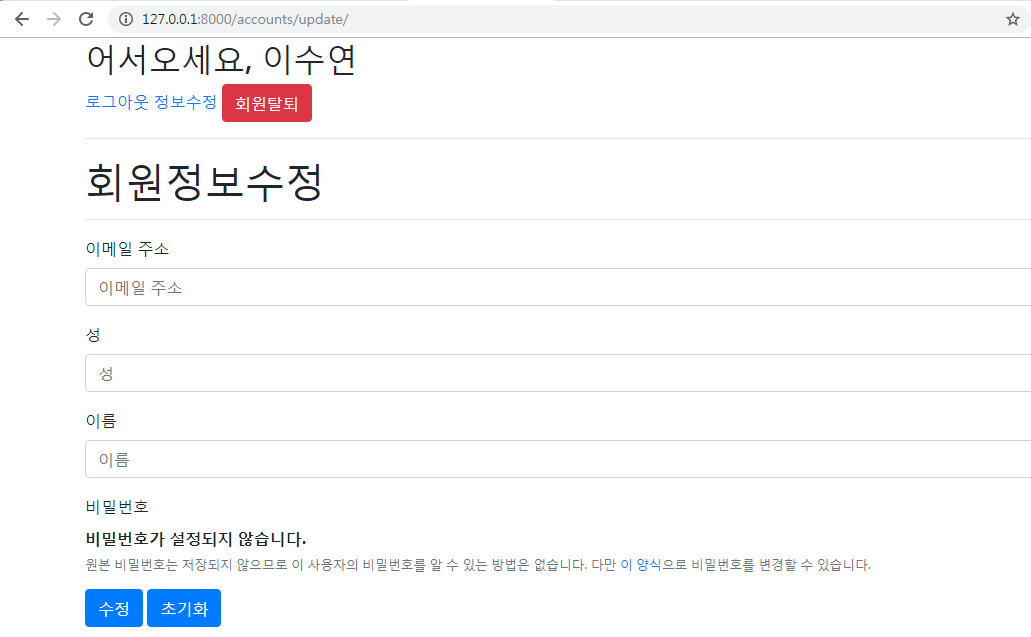 127.0.0.1:8000/accounts/update/
어서오세요, 이수연
로그아웃 정보수정 회원탈퇴
회원정보수정
이메일 주소
이메일 주소
성
성
이름
이름
비밀번호
비밀번호가 설정되지 않습니다.
원본 비밀번호는 저장되지 않으므로 이 사용자의 비밀번호를 알 수 있는 방법은 없습니다. 다만 이 양식으로 비밀번호를 변경할 수 있습니다.
수정 초기화